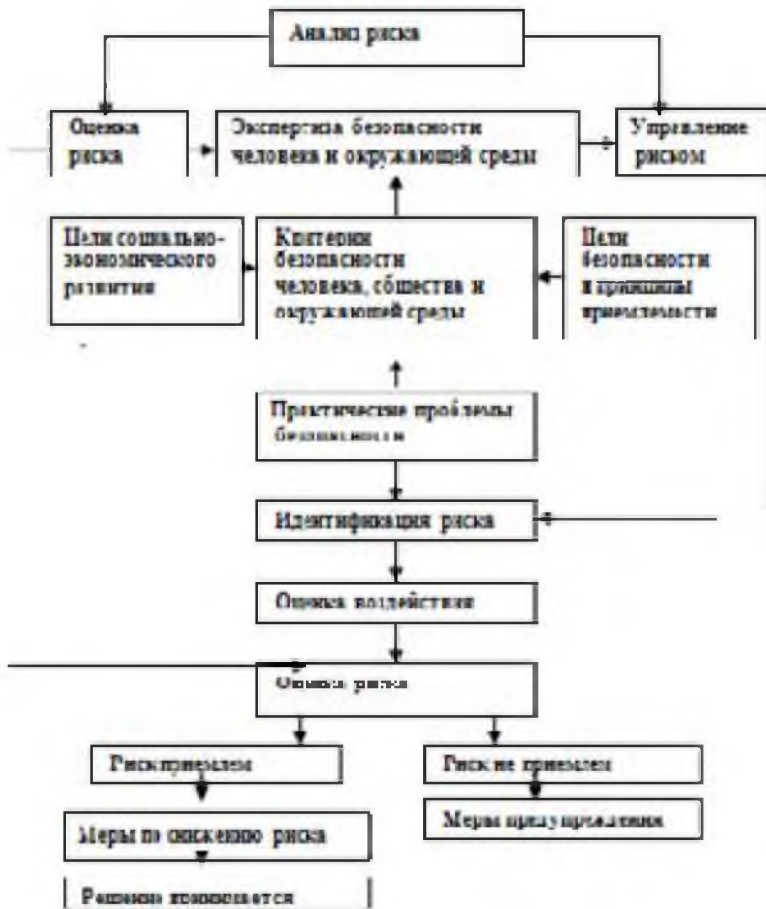 Анализ риска
Оценка
риска
Экспертиза безопасности
человека и окружающей среды
Управление
риском
Цели социально-
экономического
развития
Критерии
безопасности
человека, общества и
окружающей среды
Цели
безопасности
и принципы
приемлемости
Практические проблемы
безопасности
Идентификация риска
Оценка воздействия
Оценка риска
Риск приемлем
Риск не приемлем
Меры по снижению риска
Меры предупреждения
Решение принимается